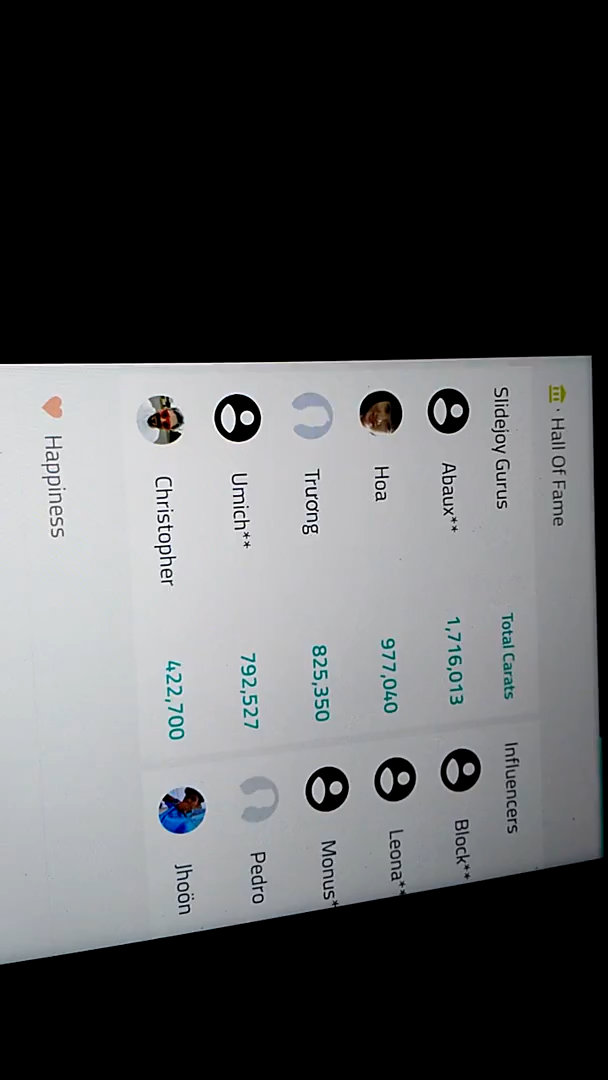 · Hall Of Fame
Slidejoy Gurus Total Carats Influencers
Abaux** 1,716,013 Block**
Hoa 977,040 Leona**
Trương 825,350 Monus*
Umich** 792,527 Pedro
Christopher 422,700 Jhoön
Happiness